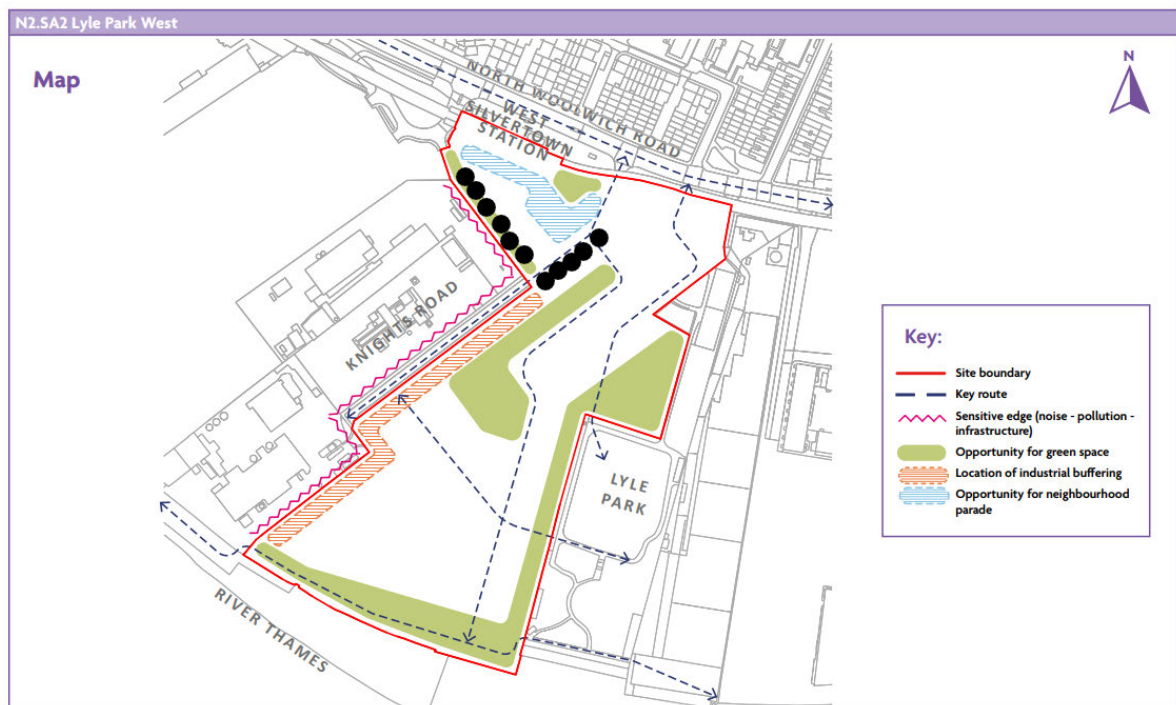 N2.SA2 Lyle Park West
Map
N
NORTH WOOLWICH ROAD
WEST
SILVERTOWN
STATION
KNIGHTS ROAD
LYLE
PARK
RIVER THAMES
Key:
Site boundary
Key route
Sensitive edge (noise - pollution -
infrastructure)
Opportunity for green space
Location of industrial buffering
Opportunity for neighbourhood
parade